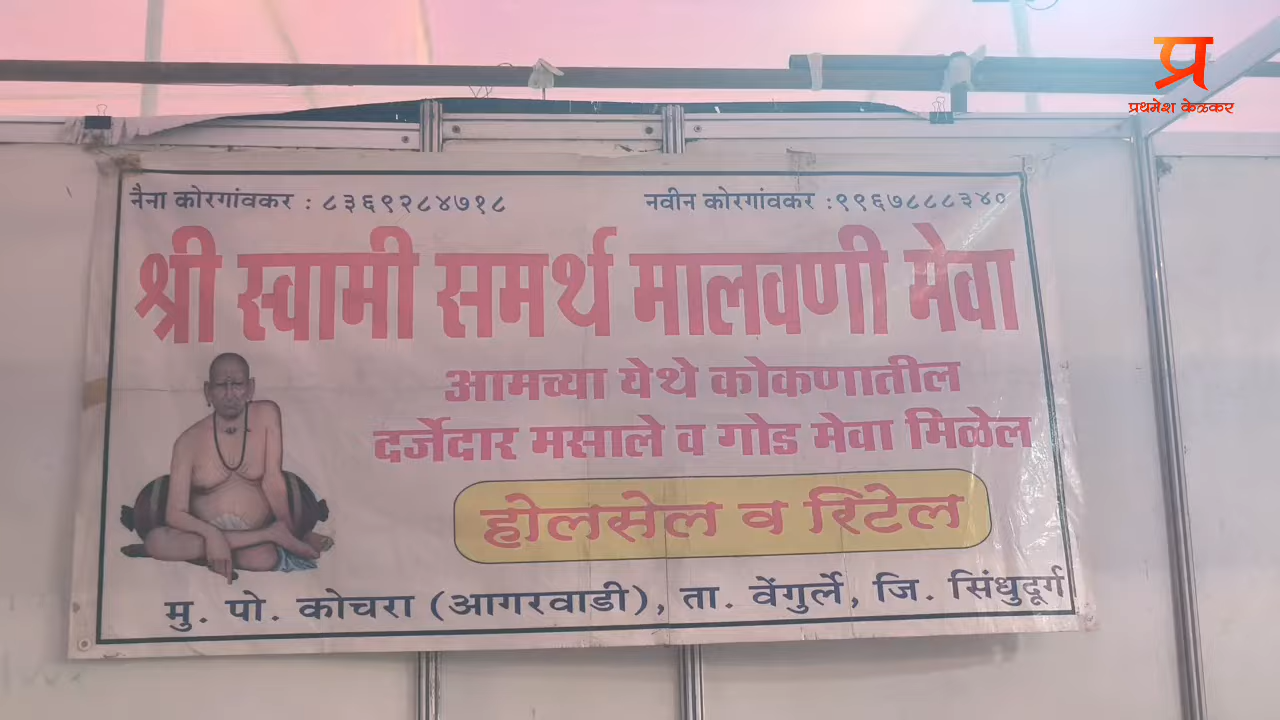 प्र
प्रथमेश केळकर
नैना कोरगांवकर : ८३६९२८४७१८
नवीन कोरगांवकर :९९६७८८८३४०
श्री स्वामी समर्थ मालवणी मेवा
आमच्या येथे कोकणातील
दर्जेदार मसाले व गोड मेवा मिळेल
होलसेल व रिटेल
मु. पो. कोचरा (आगरवाडी), ता. वेंगुर्ले, जि. सिंधुदूर्ग